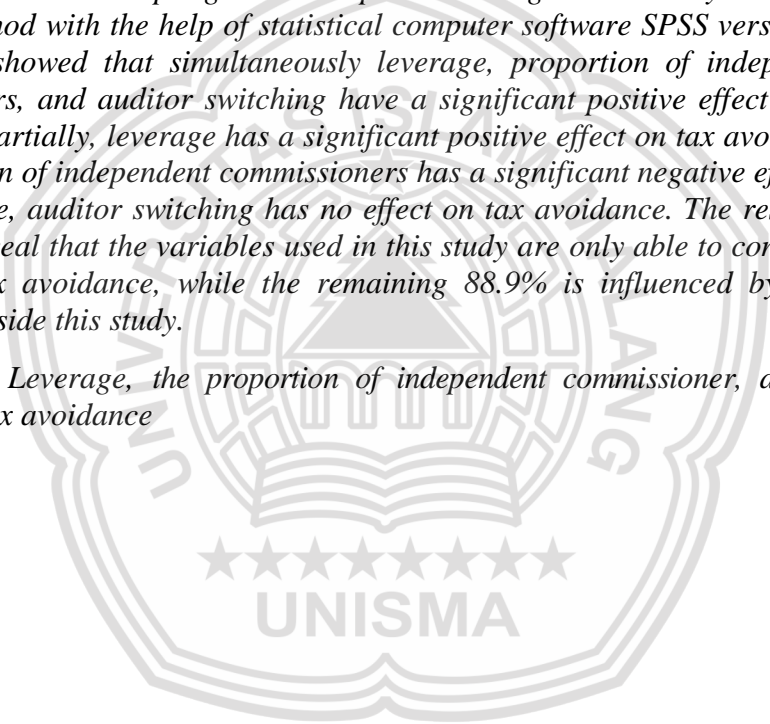 hod with the help of statistical computer software SPSS vers
showed that simultaneously leverage, proportion of indep
rs, and auditor switching have a significant positive effect
artially, leverage has a significant positive effect on tax avo
n of independent commissioners has a significant negative ef
e, auditor switching has no effect on tax avoidance. The re
eal that the variables used in this study are only able to con
x avoidance, while the remaining 88.9% is influenced by
side this study.
Leverage, the proportion of independent commissioner, a
x avoidance
UNIVERSITAS ISLAM MALANG
UNISMA